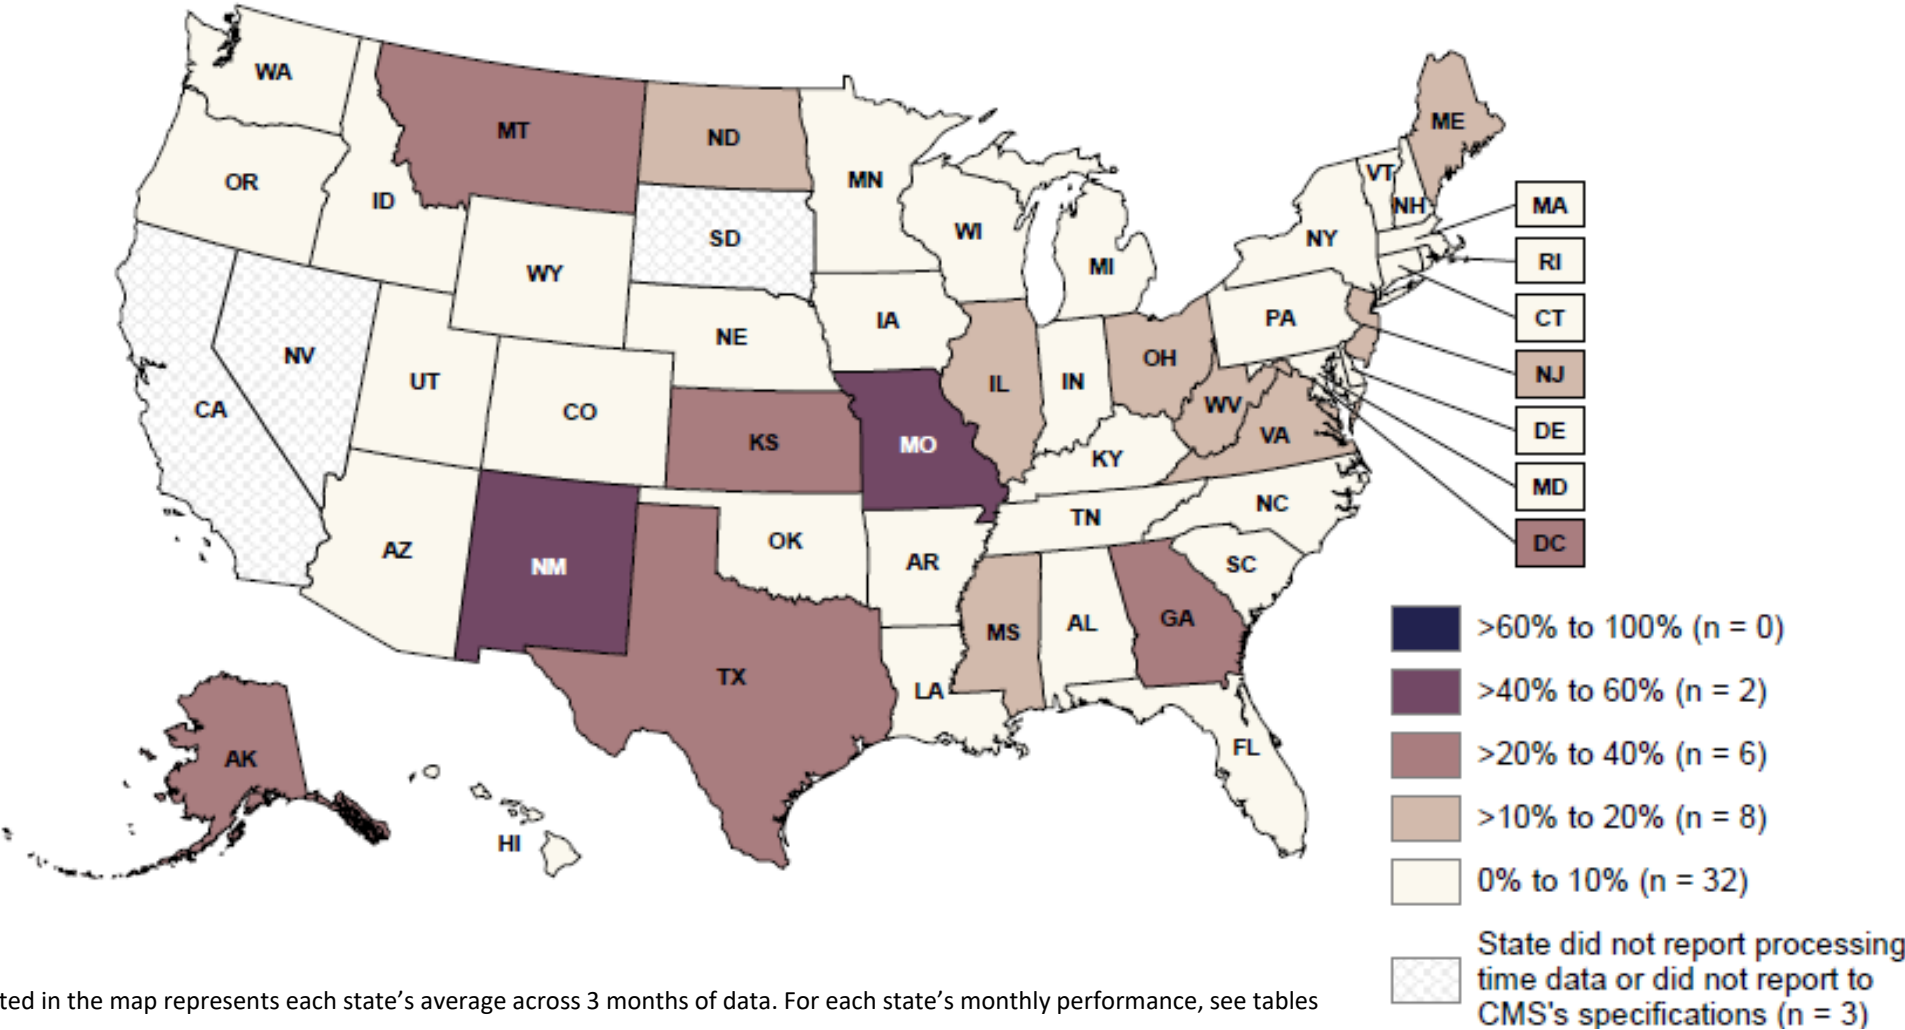 WA
MT
ND
ME
OR
ID
MN
VT
NH
MA
SD
WI
NY
RI
WY
MI
CT
NV
NE
IA
PA
NJ
UT
CA
CO
IL
IN
OH
WV
DE
KS
MO
KY
VA
MD
AZ
NM
OK
AR
TN
NC
DC
SC
TX
MS
AL
GA
LA
FL
AK
HI
>60% to 100% (n = 0)
>40% to 60% (n = 2)
>20% to 40% (n = 6)
>10% to 20% (n = 8)
0% to 10% (n = 32)
State did not report processing
time data or did not report to
CMS's specifications (n = 3)
ted in the map represents each state’s average across 3 months of data. For each state’s monthly performance, see tables